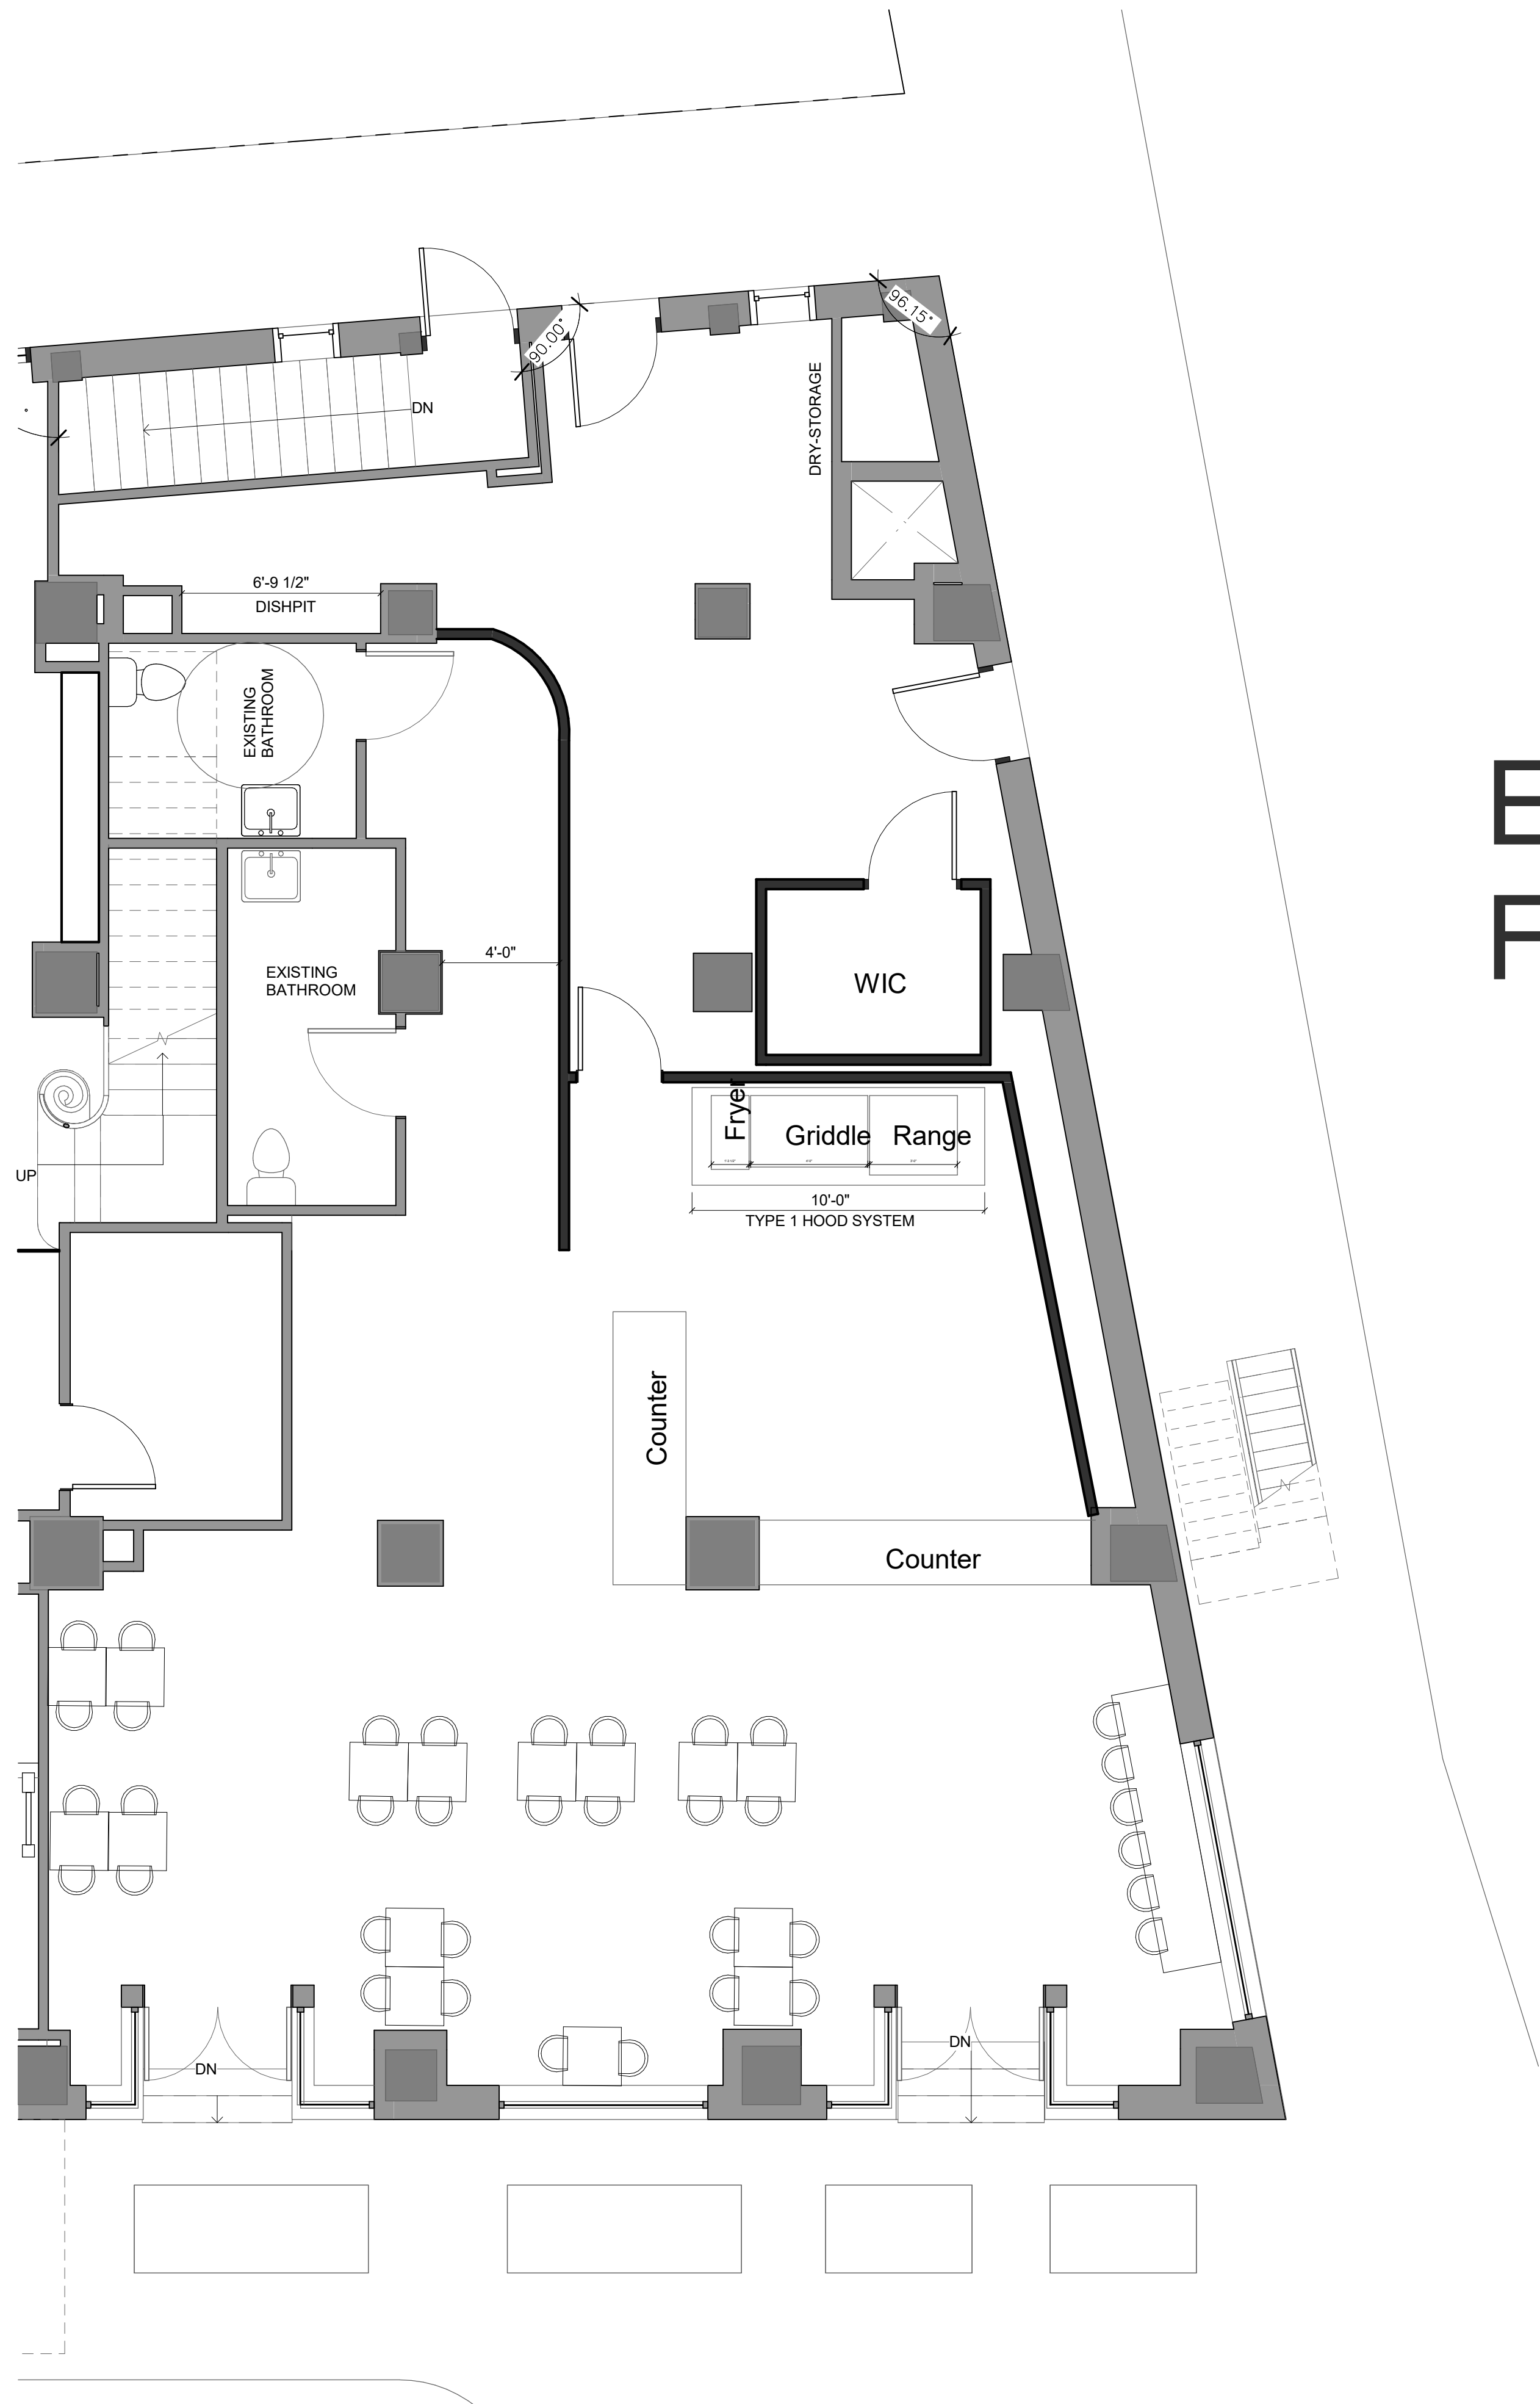 96.15°
90.00°
DN
DRY-STORAGE
6'-9 1/2"
DISHPIT
EXISTING
BATHROOM
E
F
4'-0"
EXISTING
BATHROOM
WIC
Fryer
Griddle
Range
UP
10'-0"
TYPE 1 HOOD SYSTEM
Counter
Counter
DN
DN